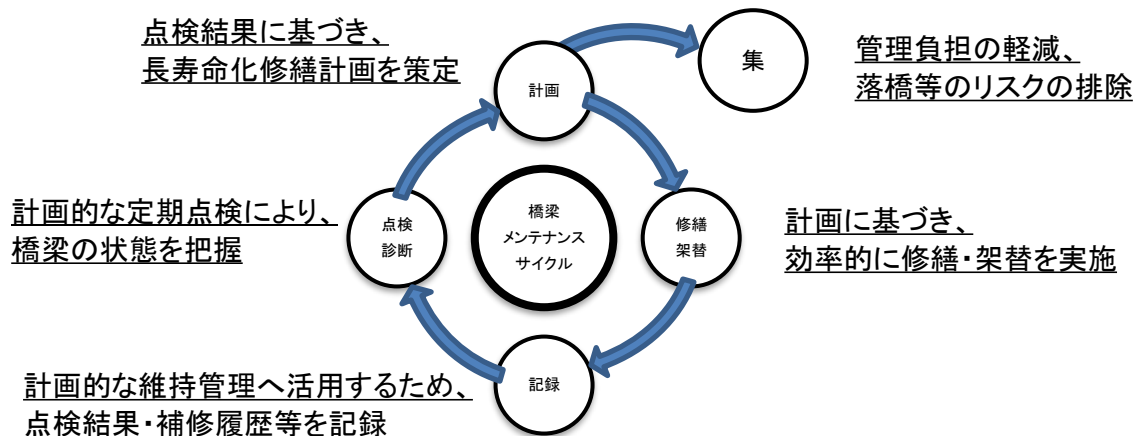 点検結果に基づき、
長寿命化修繕計画を策定
計画
集
管理負担の軽減、
落橋等のリスクの排除
計画的な定期点検により、
橋梁の状態を把握
点検
診断
橋梁
メンテナンス
サイクル
修繕
架替
計画に基づき、
効率的に修繕・架替を実施
計画的な維持管理へ活用するため、
点検結果・補修履歴等を記録
記録